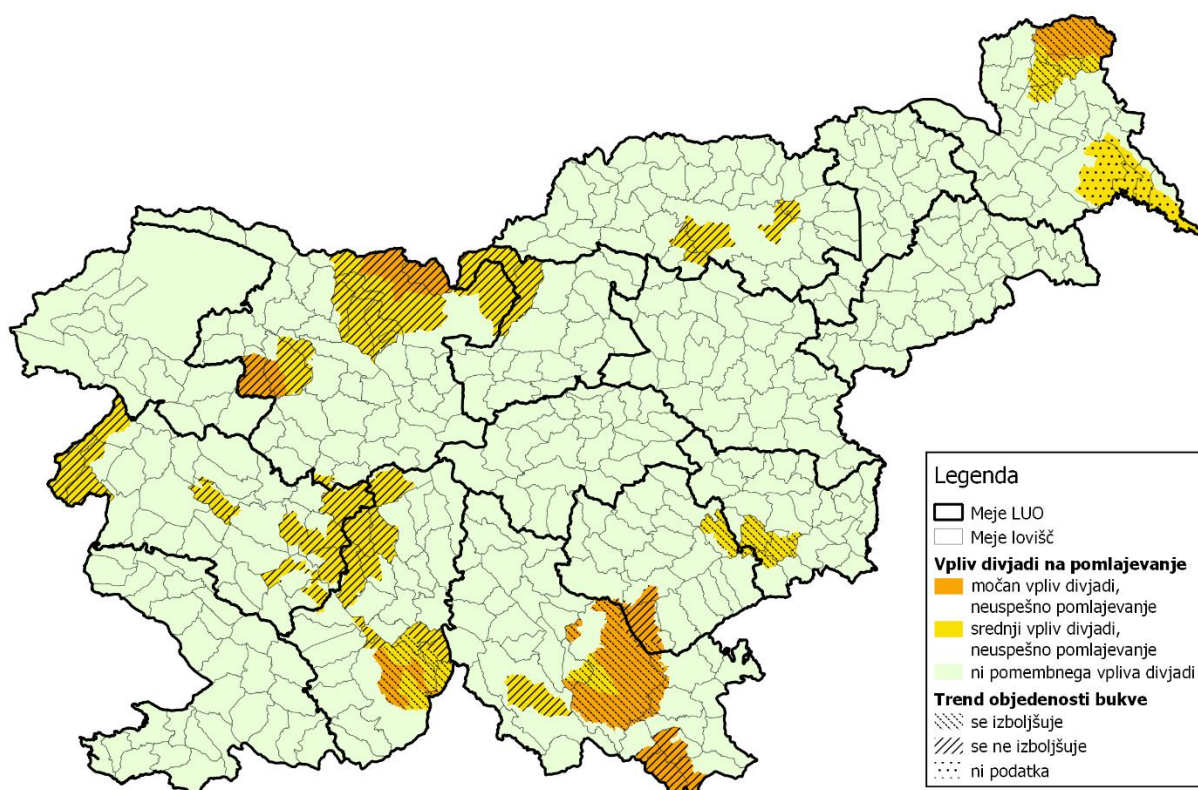 Legenda
Meje LUO
Meje lovišč
Vpliv divjadi na pomlajevanje
močan vpliv divjadi,
neuspešno pomlajevanje
srednji vpliv divjadi,
neuspešno pomlajevanje
ni pomembnega vpliva divjadi
Trend objedenosti bukve
se izboljšuje
se ne izboljšuje
ni podatka